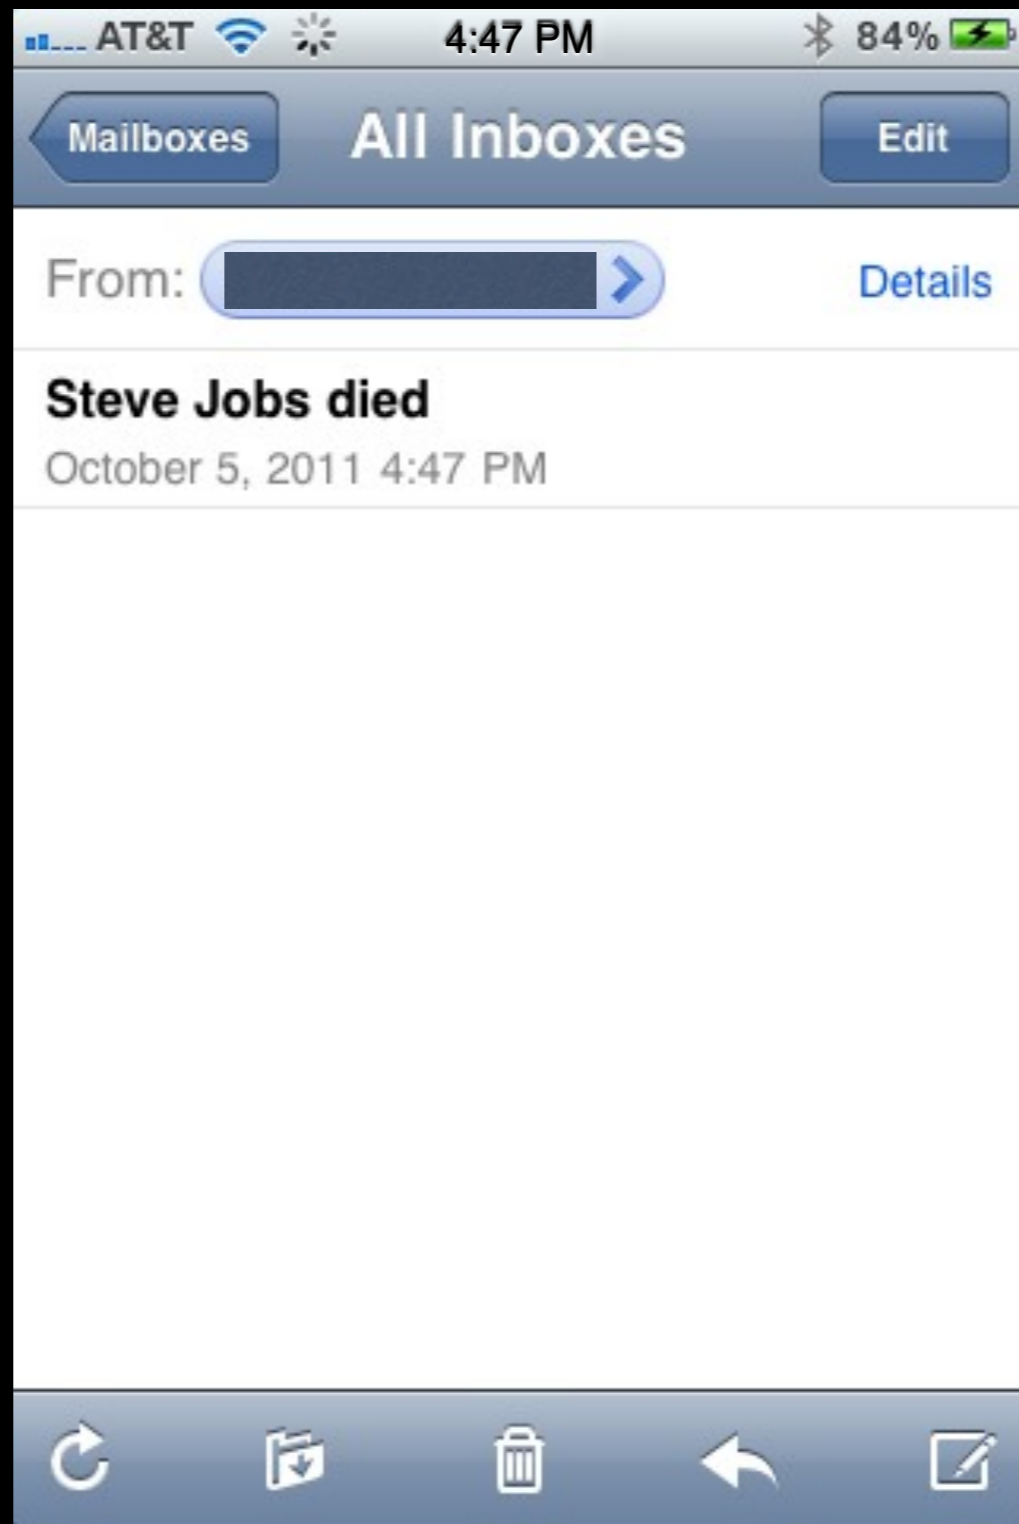 AT&T 4:47 PM 84%
Mailboxes All Inboxes Edit
From: Details
Steve Jobs died
October 5, 2011 4:47 PM